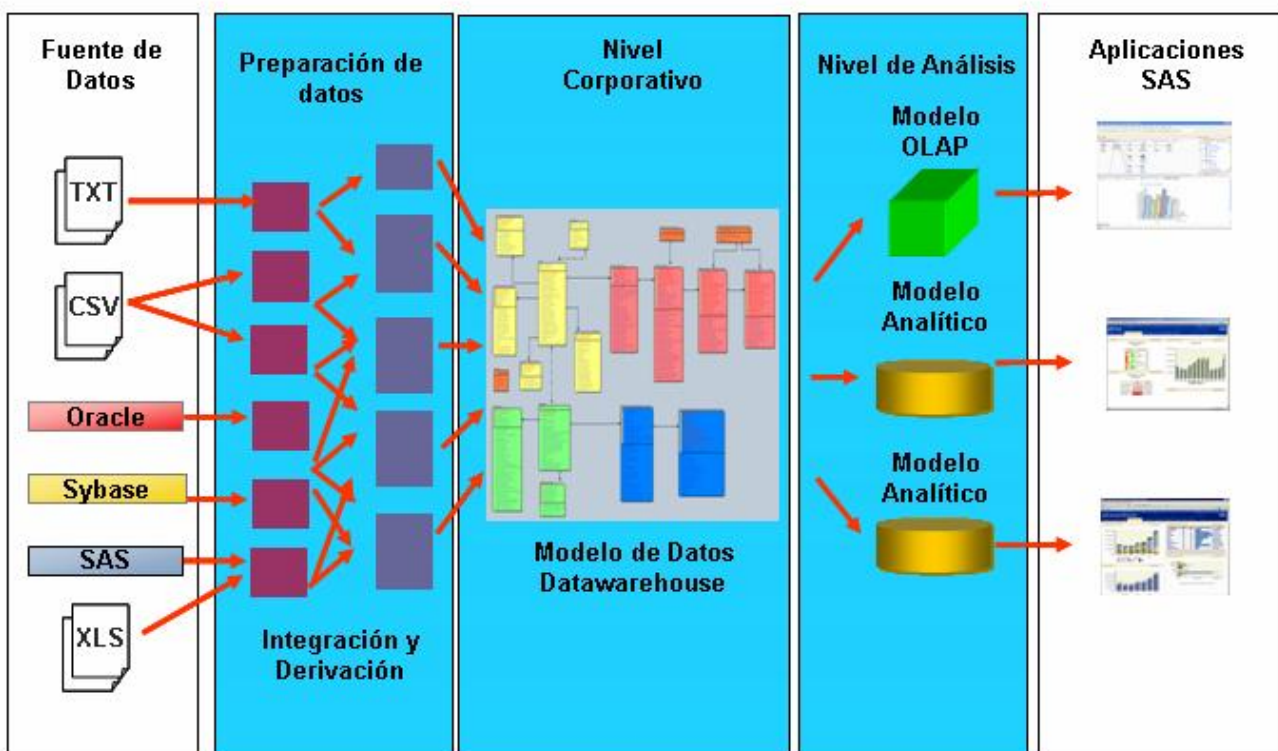 Fuente de
Datos
TXT
CSV
Oracle
Sybase
SAS
XLS
Preparación de
datos
Integración y
Derivación
Nivel
Corporativo
Modelo de Datos
Datawarehouse
Nivel de Análisis
Modelo
OLAP
Modelo
Analítico
Modelo
Analítico
Aplicaciones
SAS